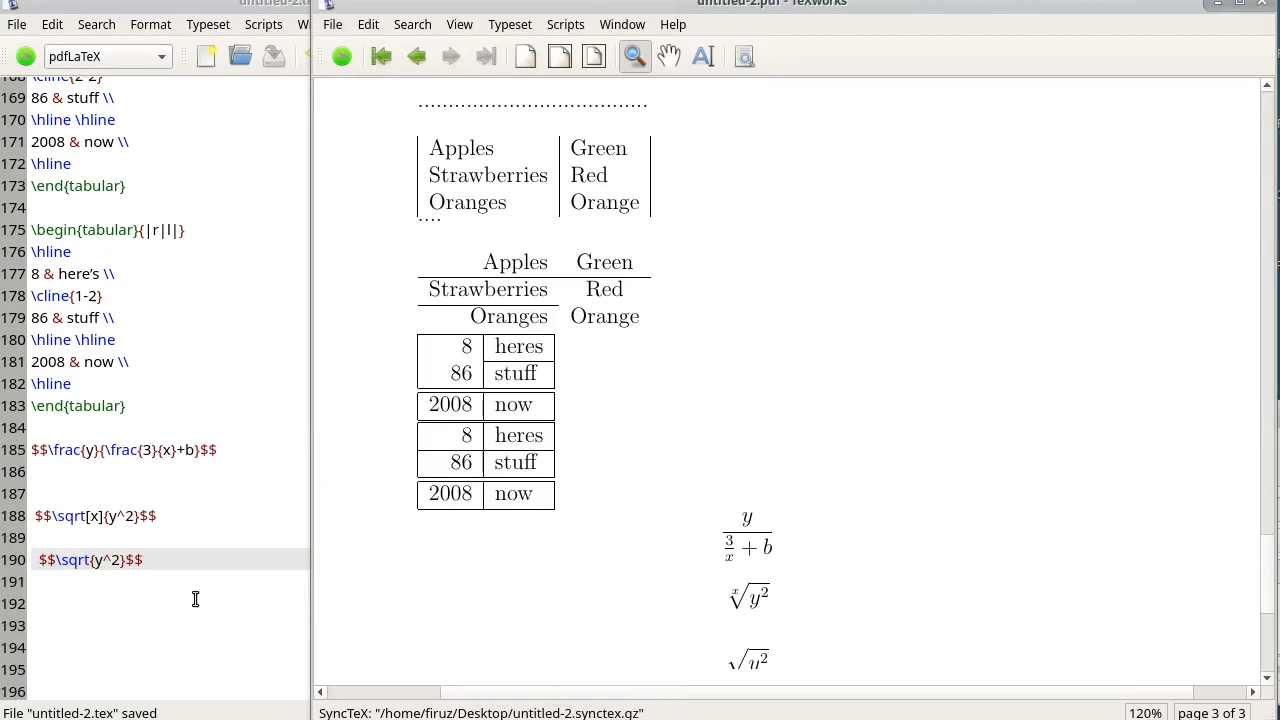 untitled-2.te
untitled-2.pdf - TeXworks
File Edit Search Format Typeset Scripts W
File Edit Search View Typeset Scripts Window Help
pdfLaTeX
168 \cline{2-2}
169 86 & stuff \\
170 \hline \hline
171 2008 & now \\
172 \hline
173 \end{tabular}
174
175 \begin{tabular}{|r|l|}
176 \hline
177 8 & here's \\
178 \cline{1-2}
179 86 & stuff \\
180 \hline \hline
181 2008 & now \\
182 \hline
183 \end{tabular}
184
185 $$\frac{y}{\frac{3}{x}+b}$$
186
187
188 $$\sqrt[x]{y^2}$$
189
190 $$\sqrt{y^2}$$
191
192
193
194
195
196
File "untitled-2.tex" saved
......................................
Apples Green
Strawberries Red
Oranges Orange
....
Apples Green
Strawberries Red
Oranges Orange
8 heres
86 stuff
2008 now
8 heres
86 stuff
2008 now
y
3
x + b
x√y²
√y²
SyncTeX: "/home/firuz/Desktop/untitled-2.synctex.gz"
120% page 3 of 3